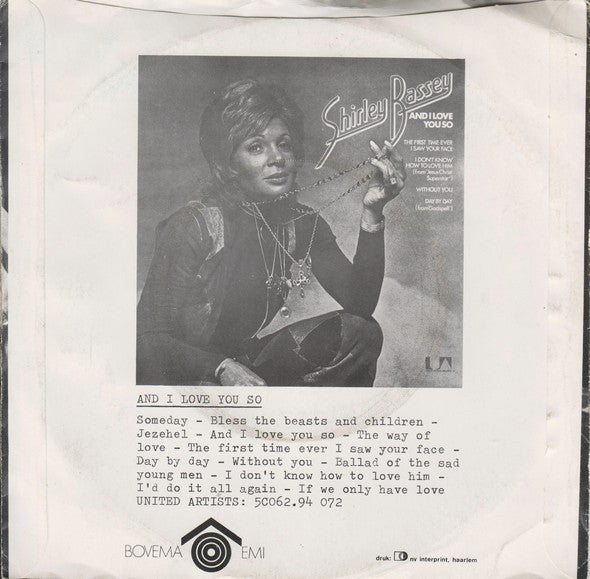 Shirley Bassey
AND I LOVE
YOU SO
THE FIRST TIME EVER
I SAW YOUR FACE
I DON'T KNOW
HOW TO LOVE HIM
(From 'Jesus Christ
Superstar')
WITHOUT YOU
DAY BY DAY
(from Godspell')
UA
AND I LOVE YOU SO
Someday - Bless the beasts and children -
Jezehel - And I love you so - The way of
love - The first time ever I saw your face -
Day by day - Without you - Ballad of the sad
young men - I don't know how to love him -
I'd do it all again - If we only have love
UNITED ARTISTS: 5C062.94 072
BOVEMA EMI
druk: nv interprint, haarlem